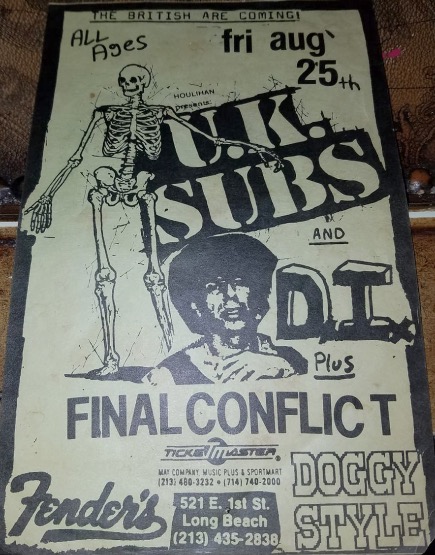 THE BRITISH ARE COMING!
ALL Ages
fri aug
25th
HOULIHAN
presents:
U.K.
SUBS
AND
D.I.
Plus
FINAL CONFLICT
TICKETMASTER
MAY COMPANY, MUSIC PLUS & SPORTMART
(213) 480-3232 • (714) 740-2000
DOGGY
STYLE
Fender's
521 E. 1st St.
Long Beach
(213) 435-2838